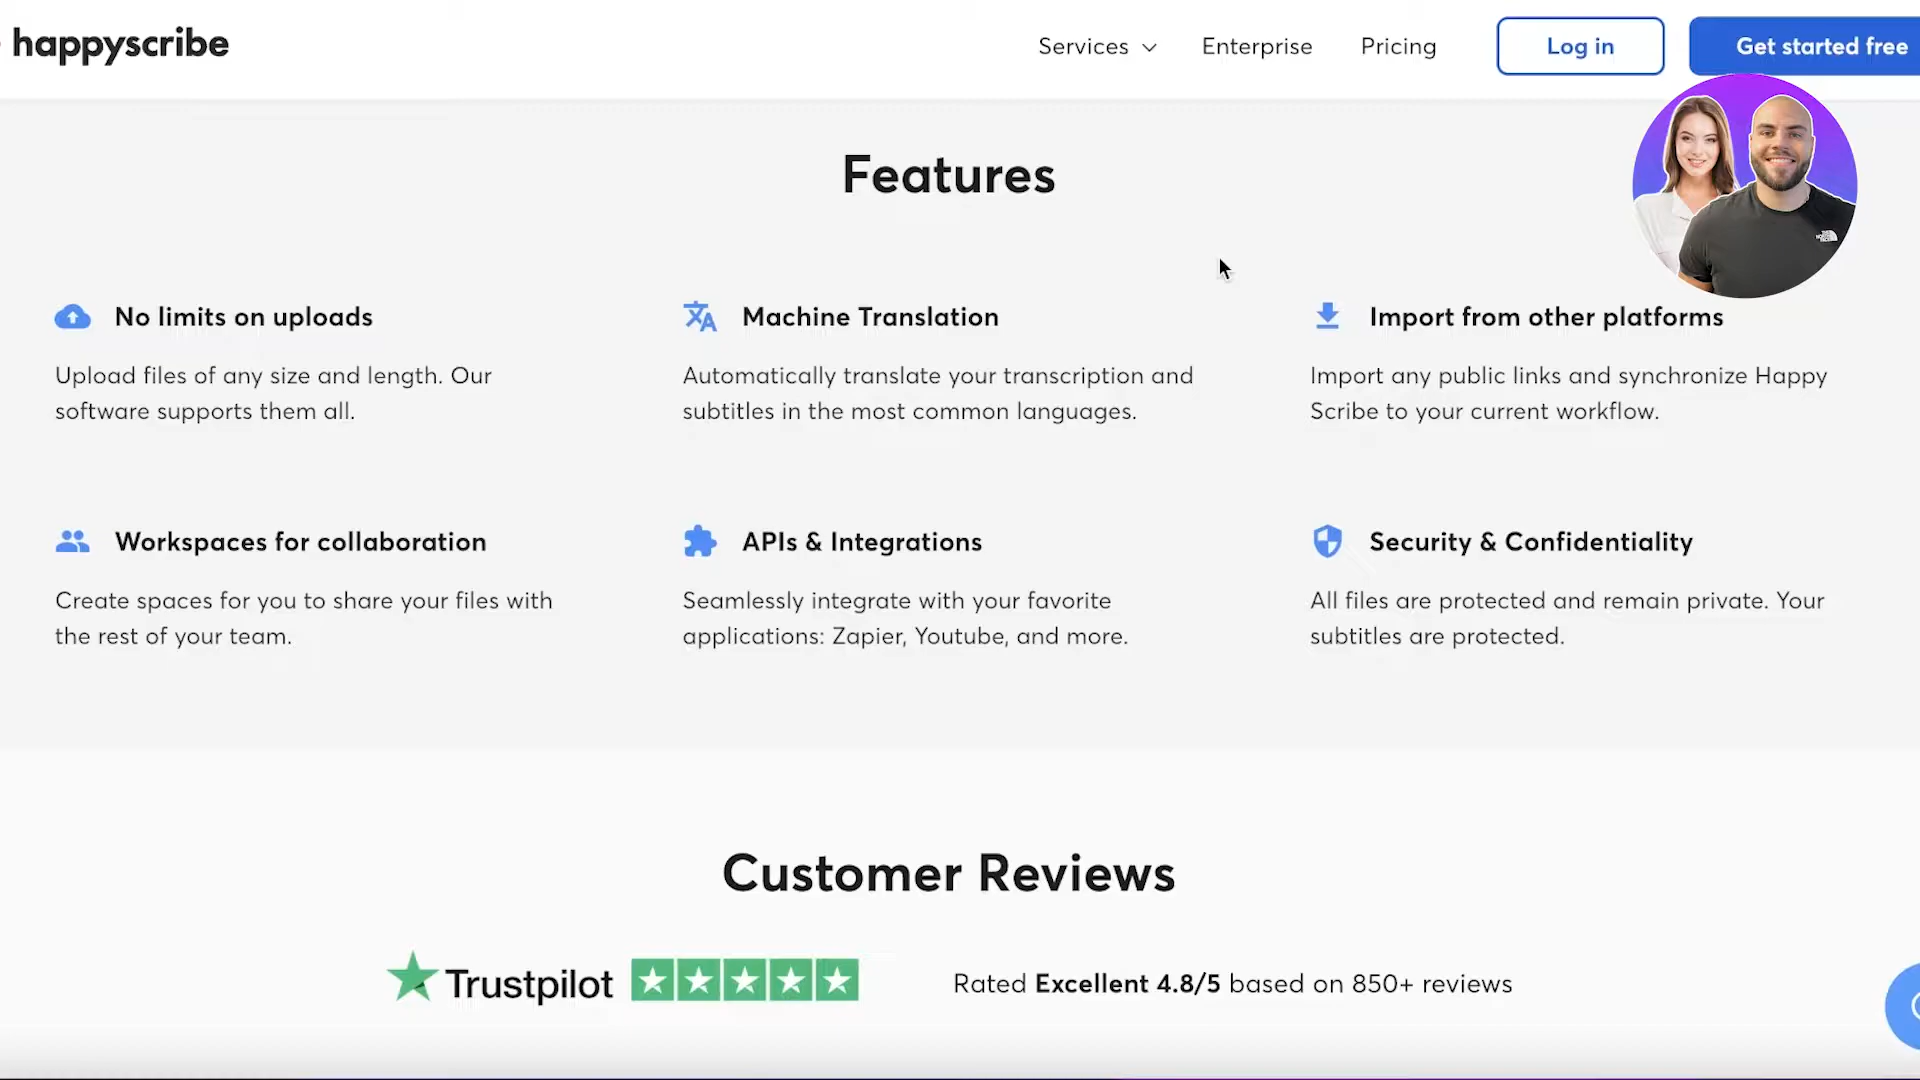 happyscribe
Services
Enterprise
Pricing
Log in
Get started free
Features
No limits on uploads
Upload files of any size and length. Our
software supports them all.
Machine Translation
Automatically translate your transcription and
subtitles in the most common languages.
Import from other platforms
Import any public links and synchronize Happy
Scribe to your current workflow.
Workspaces for collaboration
Create spaces for you to share your files with
the rest of your team.
APIs & Integrations
Seamlessly integrate with your favorite
applications: Zapier, Youtube, and more.
Security & Confidentiality
All files are protected and remain private. Your
subtitles are protected.
Customer Reviews
Trustpilot
Rated Excellent 4.8/5 based on 850+ reviews